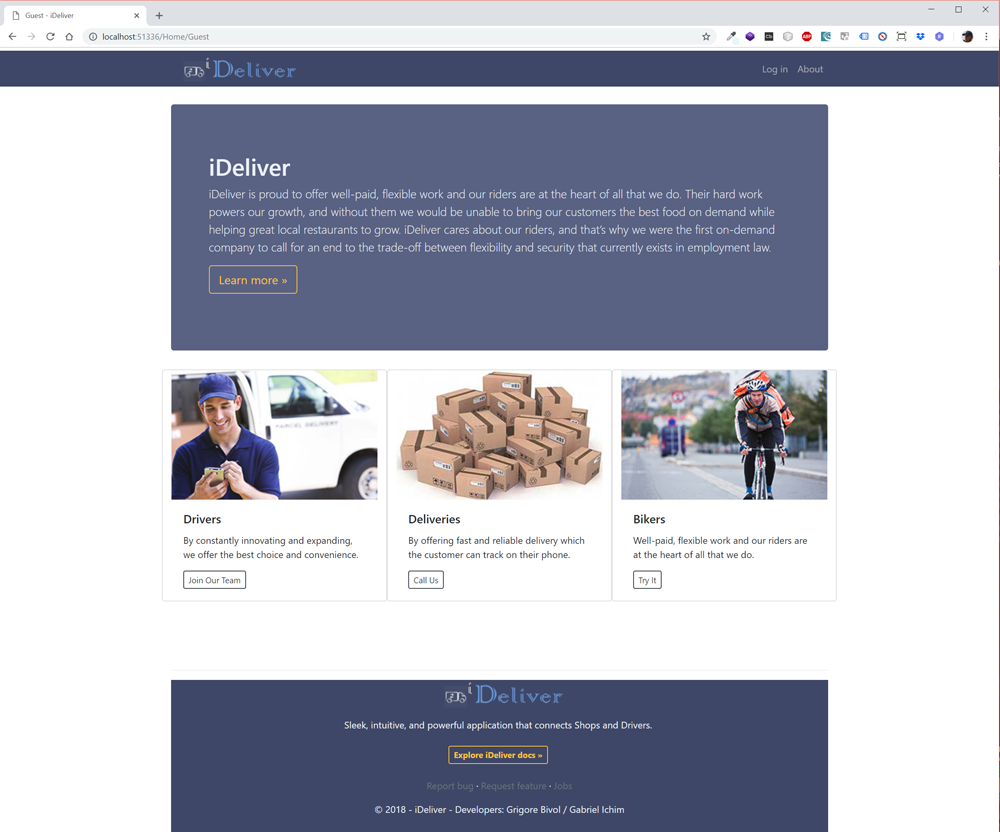 Guest - iDeliver
localhost:51336/Home/Guest
iDeliver
Log in About
iDeliver
iDeliver is proud to offer well-paid, flexible work and our riders are at the heart of all that we do. Their hard work
powers our growth, and without them we would be unable to bring our customers the best food on demand while
helping great local restaurants to grow. iDeliver cares about our riders, and that's why we were the first on-demand
company to call for an end to the trade-off between flexibility and security that currently exists in employment law.
Learn more »
PARCEL DELIVERY
Drivers
By constantly innovating and expanding,
we offer the best choice and convenience.
Join Our Team
Deliveries
By offering fast and reliable delivery which
the customer can track on their phone.
Call Us
Bikers
Well-paid, flexible work and our riders are
at the heart of all that we do.
Try It
iDeliver
Sleek, intuitive, and powerful application that connects Shops and Drivers.
Explore iDeliver docs »
Report bug · Request feature · Jobs
© 2018 - iDeliver - Developers: Grigore Bivol / Gabriel Ichim